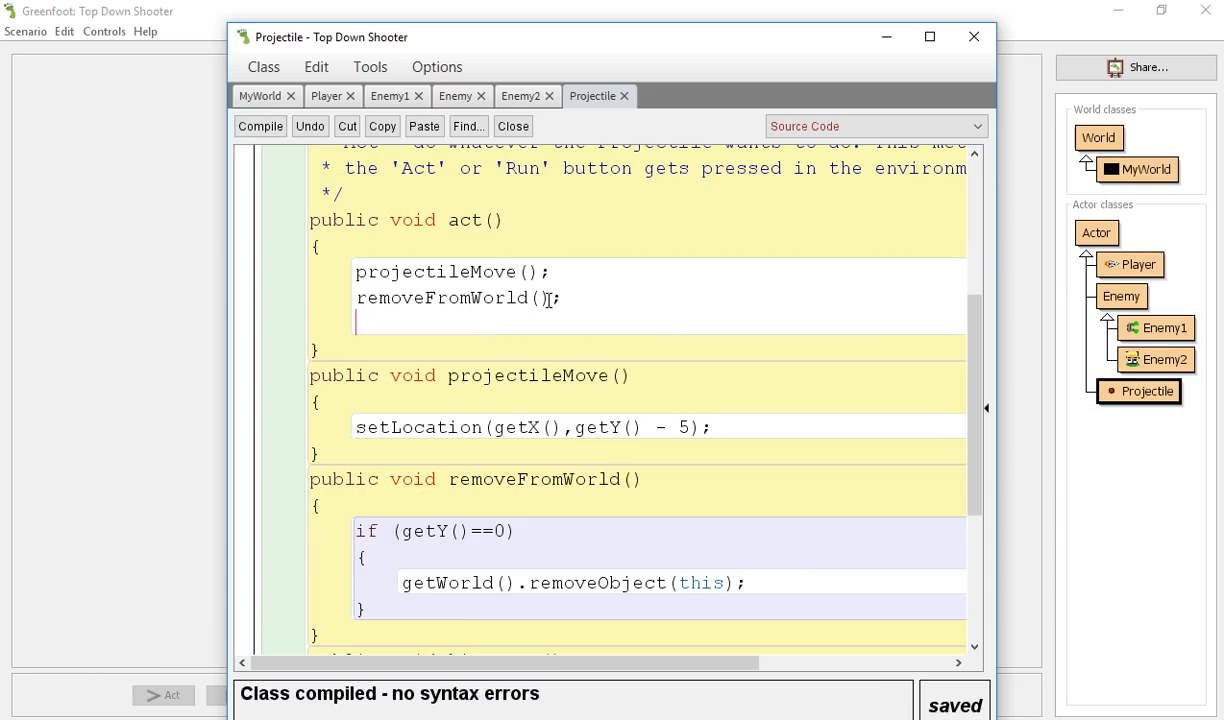 Greenfoot: Top Down Shooter
Scenario Edit Controls Help
Projectile - Top Down Shooter
Class Edit Tools Options
MyWorld Player Enemy1 Enemy Enemy2 Projectile
Compile Undo Cut Copy Paste Find... Close
Source Code
* the 'Act' or 'Run' button gets pressed in the environm
*/
public void act()
{
projectileMove();
removeFromWorld();
}
public void projectileMove()
{
setLocation(getX(),getY() - 5);
}
public void removeFromWorld()
{
if (getY()==0)
{
getWorld().removeObject(this);
}
}
Class compiled - no syntax errors
saved
Act
Share...
World classes
World
MyWorld
Actor classes
Actor
Player
Enemy
Enemy1
Enemy2
Projectile